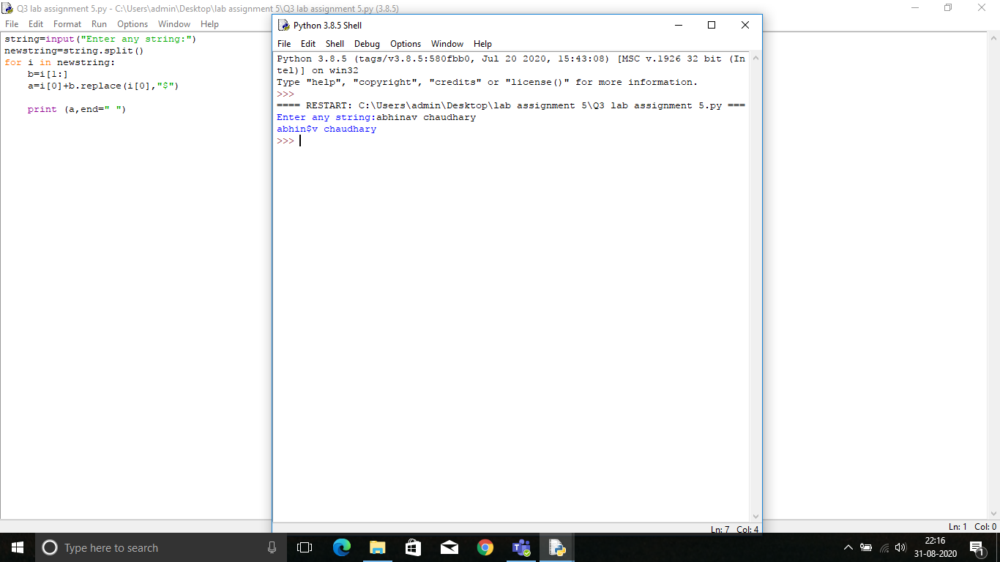 Q3 lab assignment 5.py - C:\Users\admin\Desktop\lab assignment 5\Q3 lab assignment 5.py (3.8.5)
File Edit Format Run Options Window Help
string=input("Enter any string:")
newstring=string.split()
for i in newstring:
    b=i[1:]
    a=i[0]+b.replace(i[0],"$")
    print (a,end=" ")
Python 3.8.5 Shell
File Edit Shell Debug Options Window Help
Python 3.8.5 (tags/v3.8.5:580fbb0, Jul 20 2020, 15:43:08) [MSC v.1926 32 bit (In
tel)] on win32
Type "help", "copyright", "credits" or "license()" for more information.
>>>
==== RESTART: C:\Users\admin\Desktop\lab assignment 5\Q3 lab assignment 5.py ===
Enter any string:abhinav chaudhary
abhin$v chaudhary
>>>
Ln: 7 Col: 4
Ln: 1 Col: 0
Type here to search
22:16
31-08-2020
1